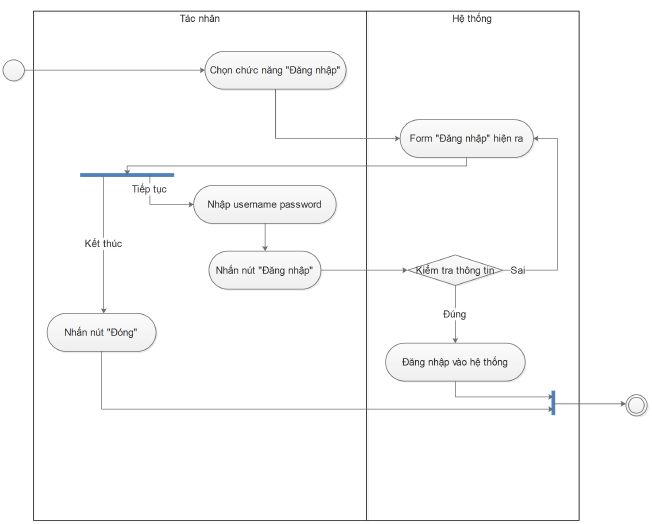 Tác nhân
Hệ thống
Chọn chức năng "Đăng nhập"
Form "Đăng nhập" hiện ra
Tiếp tục
Nhập username password
Kết thúc
Nhấn nút "Đăng nhập"
Kiểm tra thông tin
Sai
Đúng
Nhấn nút "Đóng"
Đăng nhập vào hệ thống